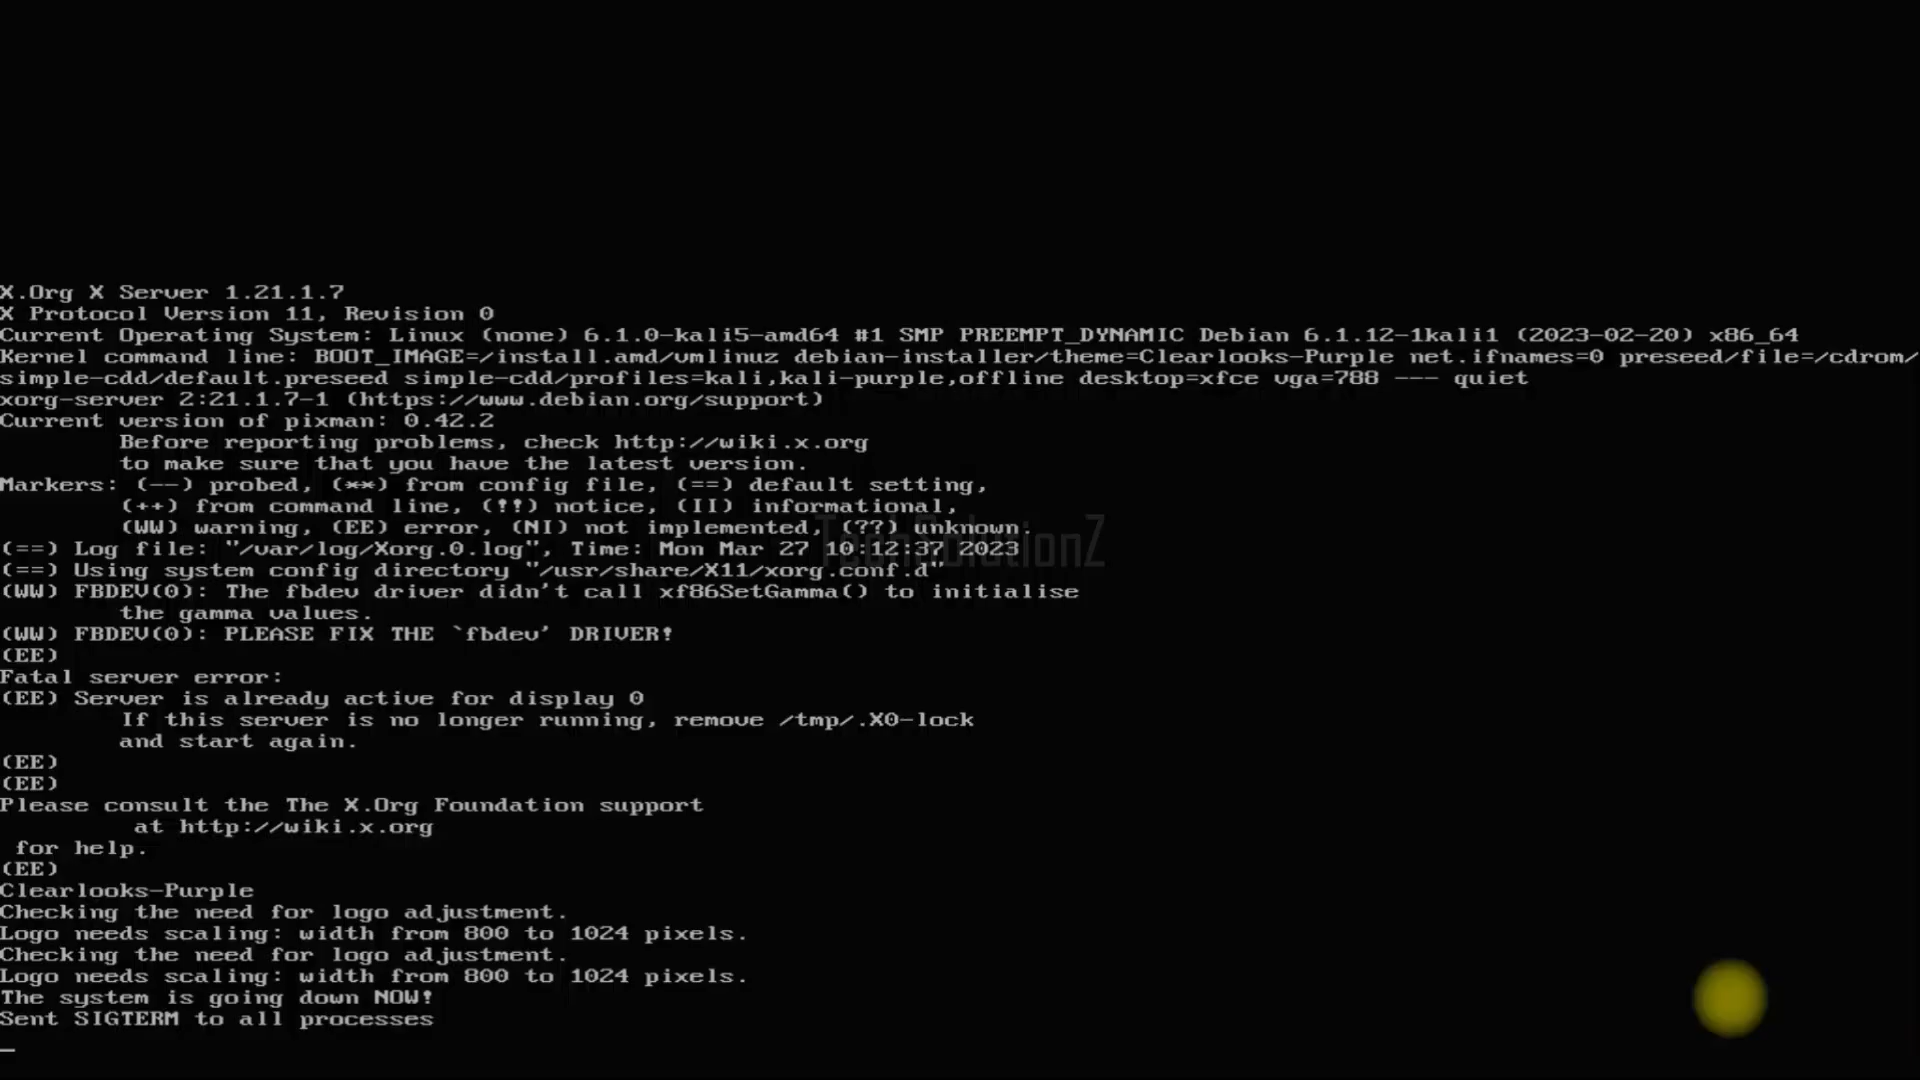 X.Org X Server 1.21.1.7
X Protocol Version 11, Revision 0
Current Operating System: Linux (none) 6.1.0-kali5-amd64 #1 SMP PREEMPT_DYNAMIC Debian 6.1.12-1kali1 (2023-02-20) x86_64
Kernel command line: BOOT_IMAGE=/install.amd/vmlinuz debian-installer/theme=Clearlooks-Purple net.ifnames=0 preseed/file=/cdrom/
simple-cdd/default.preseed simple-cdd/profiles=kali,kali-purple,offline desktop=xfce vga=788 --- quiet
xorg-server 2:21.1.7-1 (https://www.debian.org/support)
Current version of pixman: 0.42.2
Before reporting problems, check http://wiki.x.org
to make sure that you have the latest version.
Markers: (--) probed, (**) from config file, (==) default setting,
(++) from command line, (!!) notice, (II) informational,
(WW) warning, (EE) error, (NI) not implemented, (??) unknown.
(==) Log file: "/var/log/Xorg.0.log", Time: Mon Mar 27 10:12:37 2023
(==) Using system config directory "/usr/share/X11/xorg.conf.d"
TechSolutionZ
(WW) FBDEV(0): The fbdev driver didn't call xf86SetGamma() to initialise
the gamma values.
(WW) FBDEV(0): PLEASE FIX THE `fbdev' DRIVER!
(EE)
Fatal server error:
(EE) Server is already active for display 0
If this server is no longer running, remove /tmp/.X0-lock
and start again.
(EE)
(EE)
Please consult the The X.Org Foundation support
at http://wiki.x.org
for help.
(EE)
Clearlooks-Purple
Checking the need for logo adjustment.
Logo needs scaling: width from 800 to 1024 pixels.
Checking the need for logo adjustment.
Logo needs scaling: width from 800 to 1024 pixels.
The system is going down NOW!
Sent SIGTERM to all processes